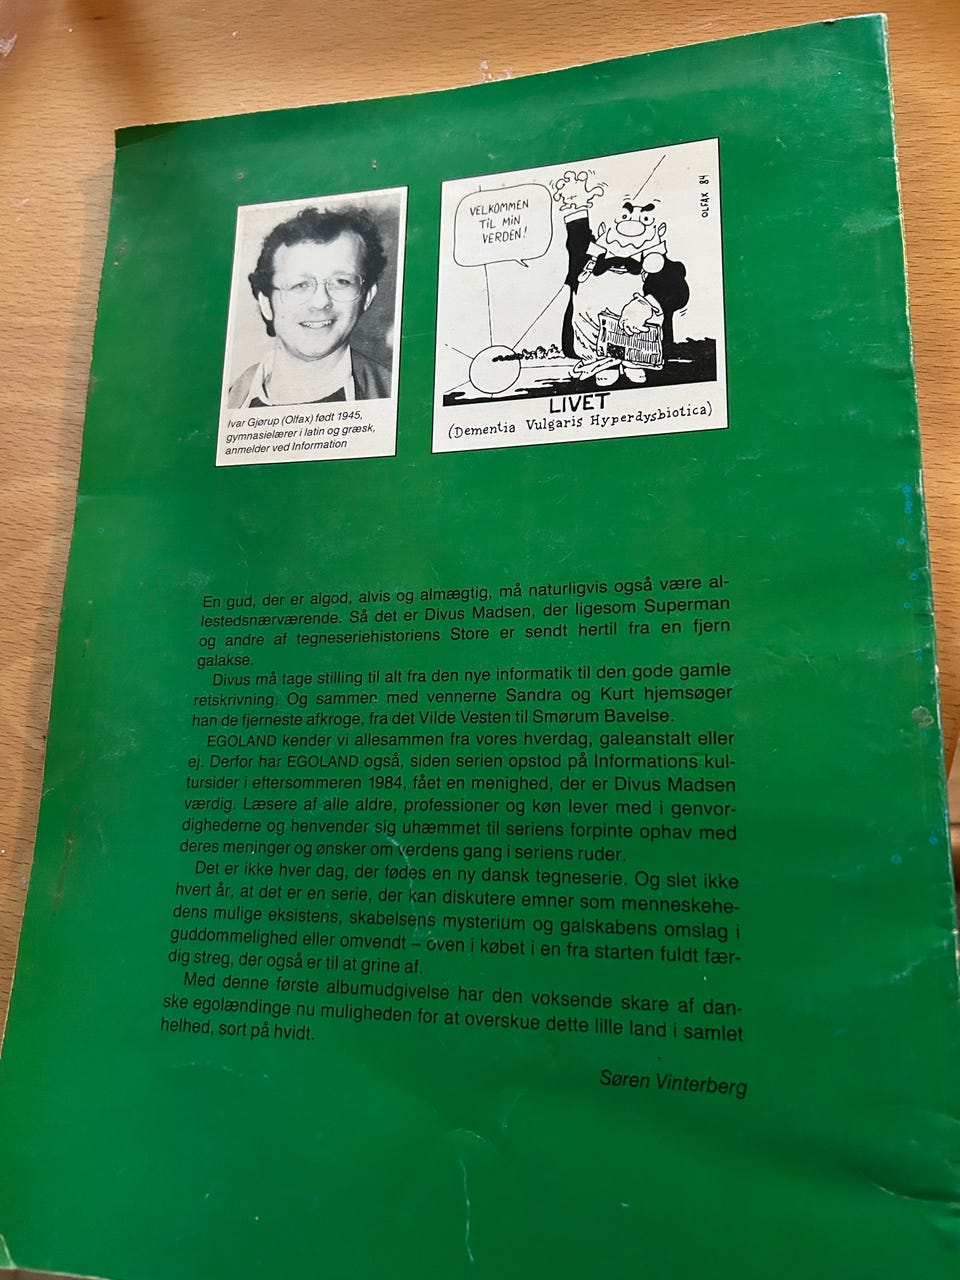 Ivar Gjørup (Olfax) født 1945,
gymnasielærer i latin og græsk,
anmelder ved Information
VELKOMMEN
TIL MIN
VERDEN!
OLFAX 84
LIVET
(Dementia Vulgaris Hyperdysbiotica)
En gud, der er algod, alvis og almægtig, må naturligvis også være al-
lestedsnærværende. Så det er Divus Madsen, der ligesom Superman
og andre af tegneseriehistoriens Store er sendt hertil fra en fjern
galakse.
Divus må tage stilling til alt fra den nye informatik til den gode gamle
retskrivning. Og sammen med vennerne Sandra og Kurt hjemsøger
han de fjerneste afkroge, fra det Vilde Vesten til Smørum Bavelse.
EGOLAND kender vi allesammen fra vores hverdag, galeanstalt eller
ej. Derfor har EGOLAND også, siden serien opstod på Informations kul-
tursider i eftersommeren 1984, fået en menighed, der er Divus Madsen
værdig. Læsere af alle aldre, professioner og køn lever med i genvor-
dighederne og henvender sig uhæmmet til seriens forpinte ophav med
deres meninger og ønsker om verdens gang i seriens ruder.
Det er ikke hver dag, der fødes en ny dansk tegneserie. Og slet ikke
hvert år, at det er en serie, der kan diskutere emner som menneskehe-
dens mulige eksistens, skabelsens mysterium og galskabens omslag i
guddommelighed eller omvendt – oven i købet i en fra starten fuldt fær-
dig streg, der også er til at grine af.
Med denne første albumudgivelse har den voksende skare af dan-
ske egolændinge nu muligheden for at overskue dette lille land i samlet
helhed, sort på hvidt.
Søren Vinterberg